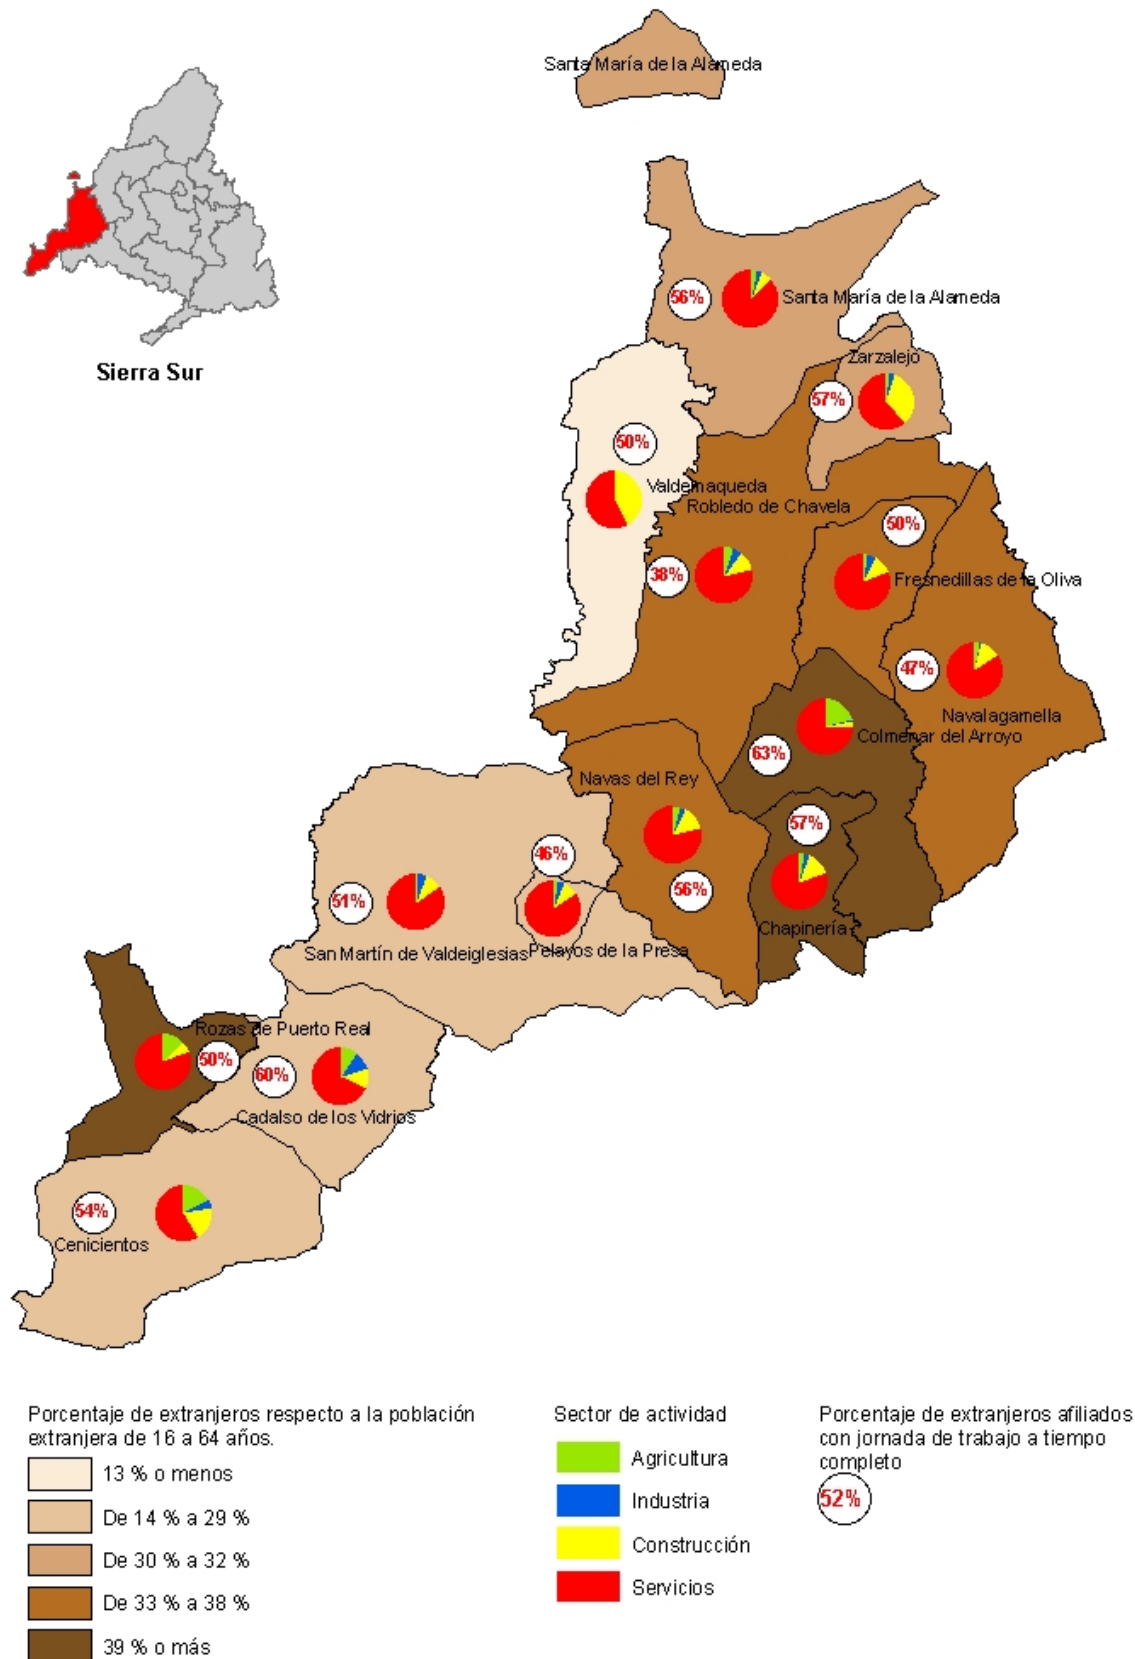 Santa María de la Alameda
Sierra Sur
56%
Santa María de la Alameda
Zarzalejo
57%
50%
Valdemaqueda
Robledo de Chavela
50%
38%
Fresnedillas de la Oliva
47%
Navalagamella
Colmenar del Arroyo
63%
Navas del Rey
57%
46%
56%
51%
Chapinería
San Martín de Valdeiglesias
Pelayos de la Presa
Rozas de Puerto Real
50%
60%
Cadalso de los Vidrios
54%
Cenicientos
Porcentaje de extranjeros respecto a la población
extranjera de 16 a 64 años.
13 % o menos
De 14 % a 29 %
De 30 % a 32 %
De 33 % a 38 %
39 % o más
Sector de actividad
Agricultura
Industria
Construcción
Servicios
Porcentaje de extranjeros afiliados
con jornada de trabajo a tiempo
completo
52%